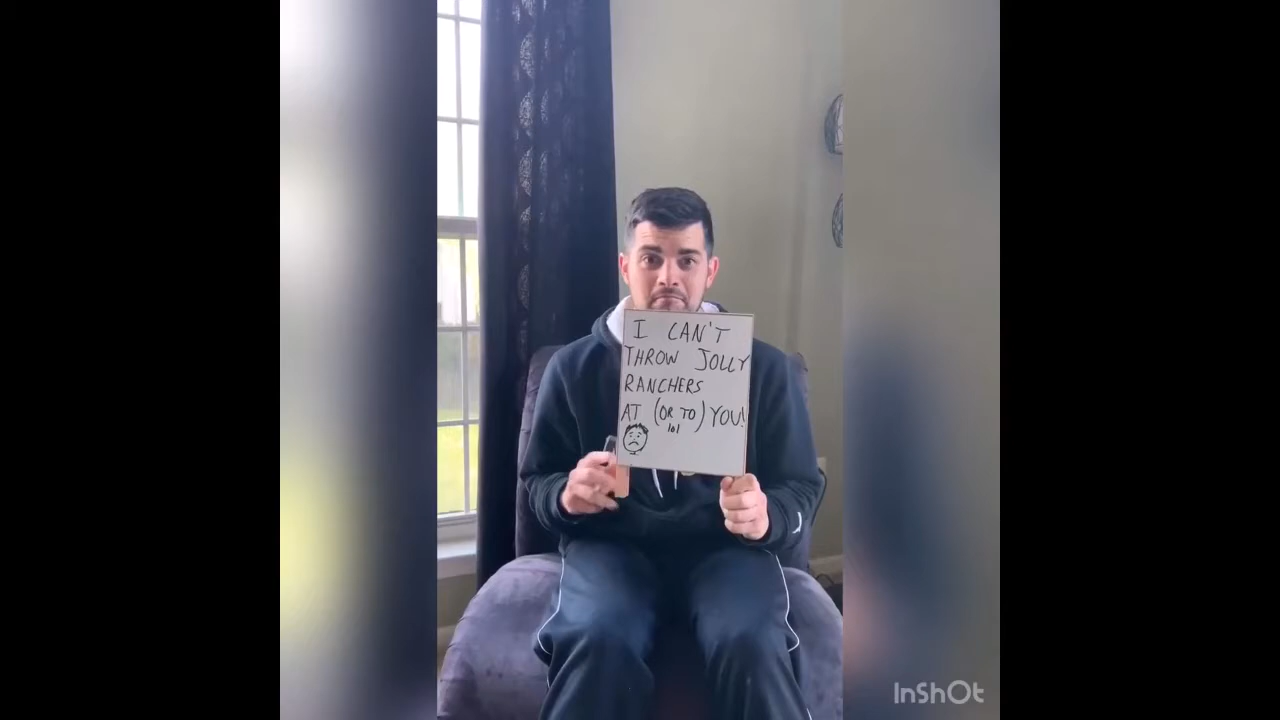 I CAN'T
THROW JOLLY
RANCHERS
AT (OR TO) YOU!
lol
InShOt